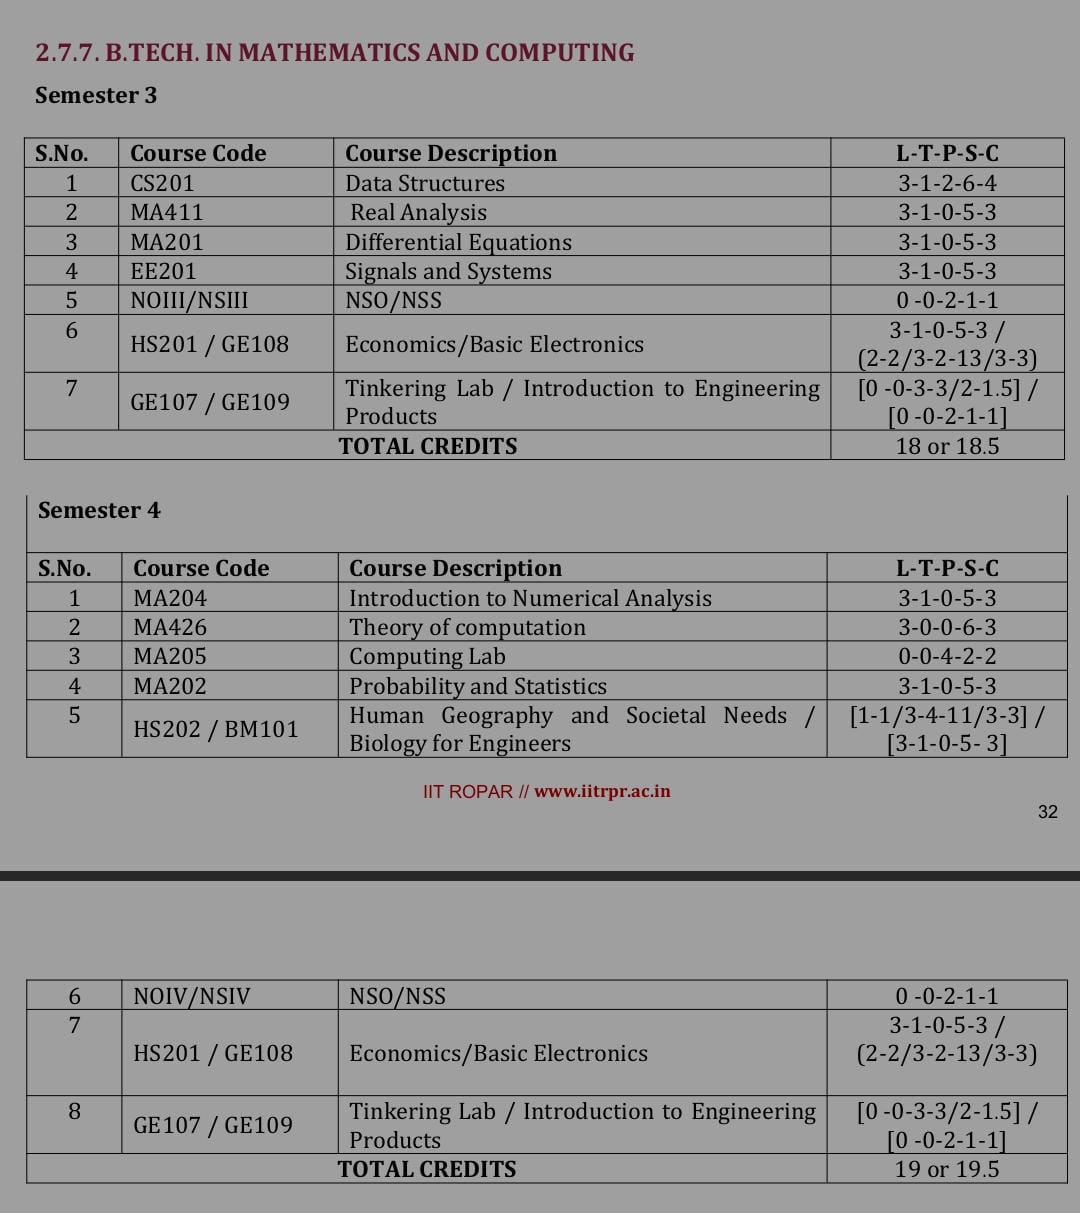 2.7.7. B.TECH. IN MATHEMATICS AND COMPUTING
Semester 3
S.No. Course Code Course Description L-T-P-S-C
1 CS201 Data Structures 3-1-2-6-4
2 MA411 Real Analysis 3-1-0-5-3
3 MA201 Differential Equations 3-1-0-5-3
4 EE201 Signals and Systems 3-1-0-5-3
5 NOIII/NSIII NSO/NSS 0 -0-2-1-1
6 HS201 / GE108 Economics/Basic Electronics 3-1-0-5-3 /
(2-2/3-2-13/3-3)
7 GE107 / GE109 Tinkering Lab / Introduction to Engineering [0 -0-3-3/2-1.5] /
Products [0 -0-2-1-1]
TOTAL CREDITS 18 or 18.5
Semester 4
S.No. Course Code Course Description L-T-P-S-C
1 MA204 Introduction to Numerical Analysis 3-1-0-5-3
2 MA426 Theory of computation 3-0-0-6-3
3 MA205 Computing Lab 0-0-4-2-2
4 MA202 Probability and Statistics 3-1-0-5-3
5 HS202 / BM101 Human Geography and Societal Needs / [1-1/3-4-11/3-3] /
Biology for Engineers [3-1-0-5- 3]
IIT ROPAR // www.iitrpr.ac.in
32
6 NOIV/NSIV NSO/NSS 0 -0-2-1-1
7 HS201 / GE108 Economics/Basic Electronics 3-1-0-5-3 /
(2-2/3-2-13/3-3)
8 GE107 / GE109 Tinkering Lab / Introduction to Engineering [0 -0-3-3/2-1.5] /
Products [0 -0-2-1-1]
TOTAL CREDITS 19 or 19.5